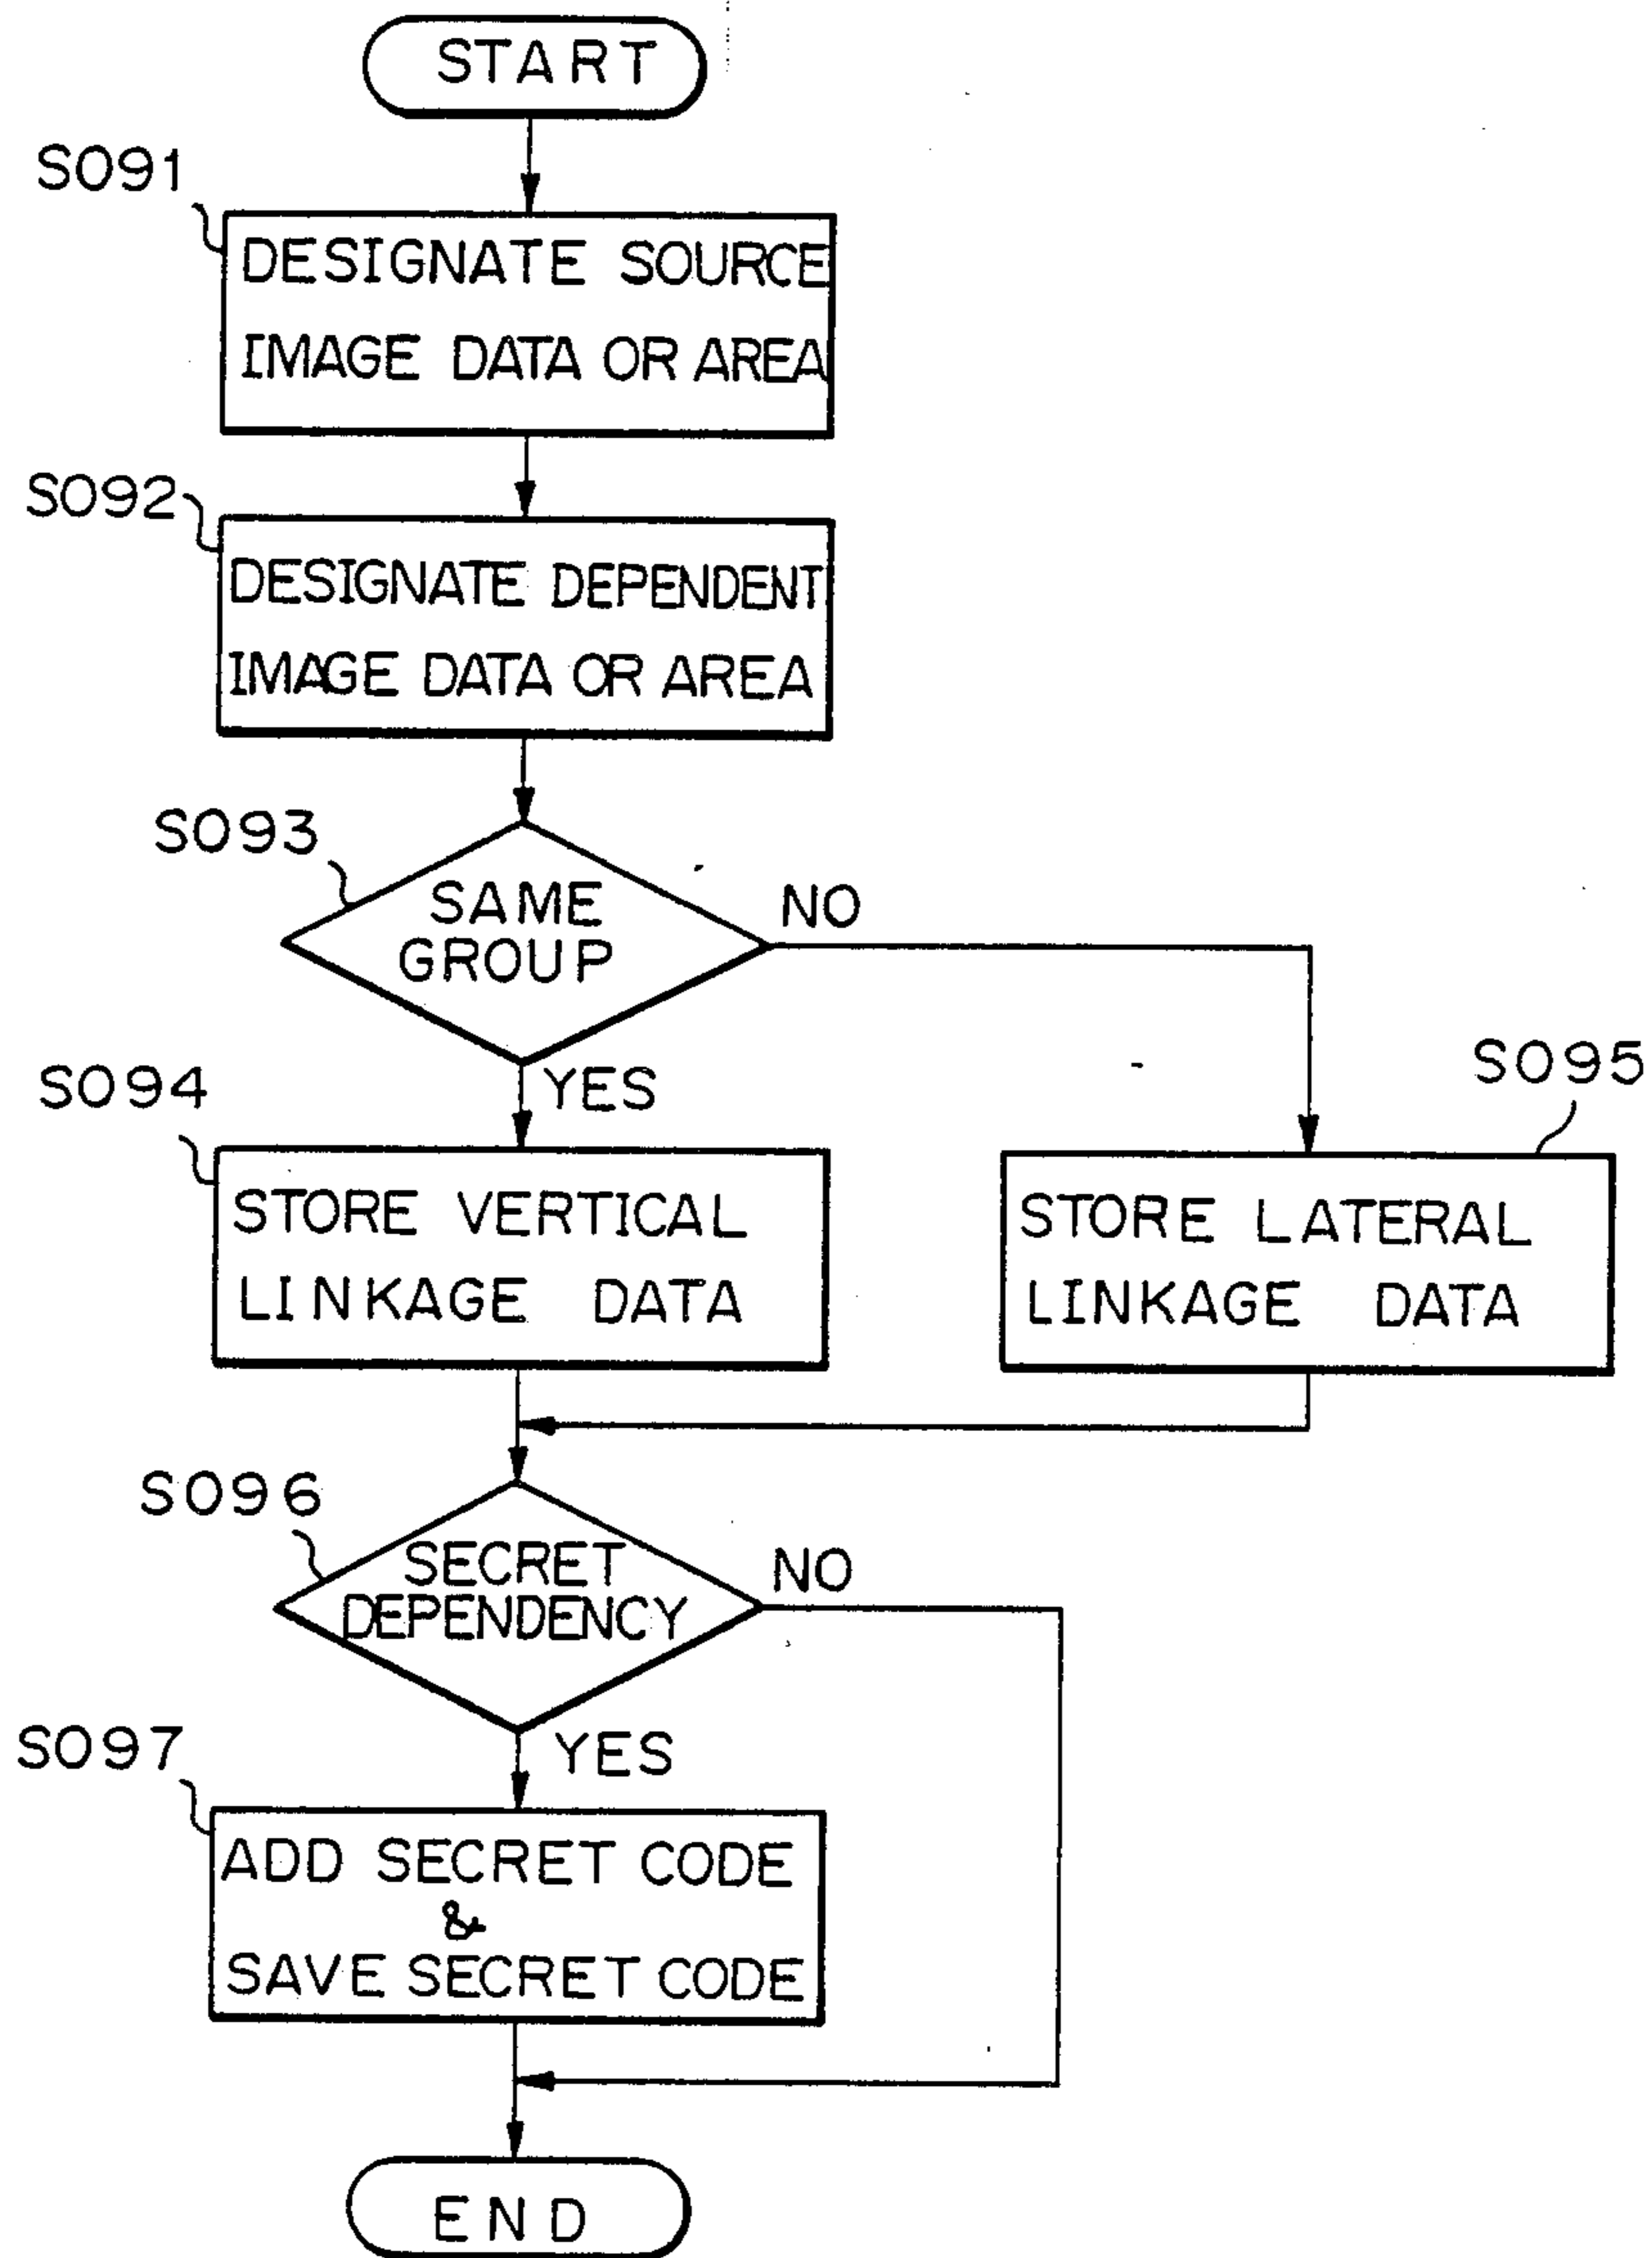 START
S091
DESIGNATE SOURCE
IMAGE DATA OR AREA
S092
DESIGNATE DEPENDENT
IMAGE DATA OR AREA
S093
SAME
GROUP
NO
YES
S094
STORE VERTICAL
LINKAGE DATA
S095
STORE LATERAL
LINKAGE DATA
S096
SECRET
DEPENDENCY
NO
YES
S097
ADD SECRET CODE
&
SAVE SECRET CODE
END